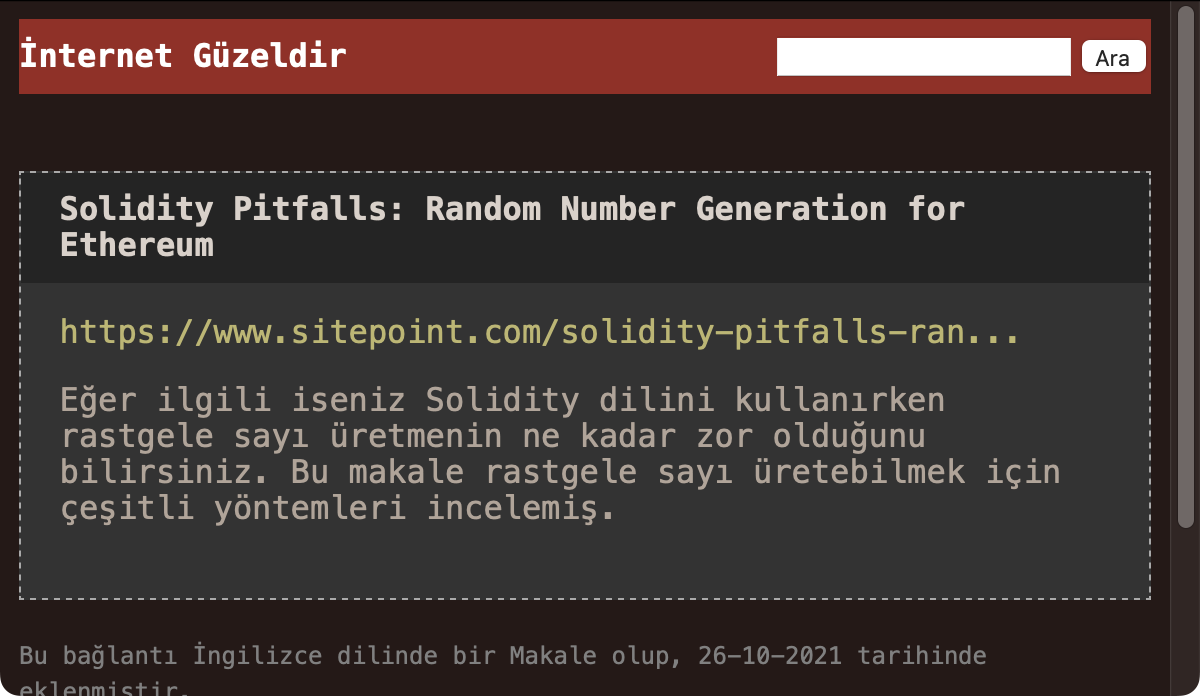 İnternet Güzeldir
Ara
Solidity Pitfalls: Random Number Generation for
Ethereum
https://www.sitepoint.com/solidity-pitfalls-ran...
Eğer ilgili iseniz Solidity dilini kullanırken
rastgele sayı üretmenin ne kadar zor olduğunu
bilirsiniz. Bu makale rastgele sayı üretebilmek için
çeşitli yöntemleri incelemiş.
Bu bağlantı İngilizce dilinde bir Makale olup, 26-10-2021 tarihinde
eklenmiştir.